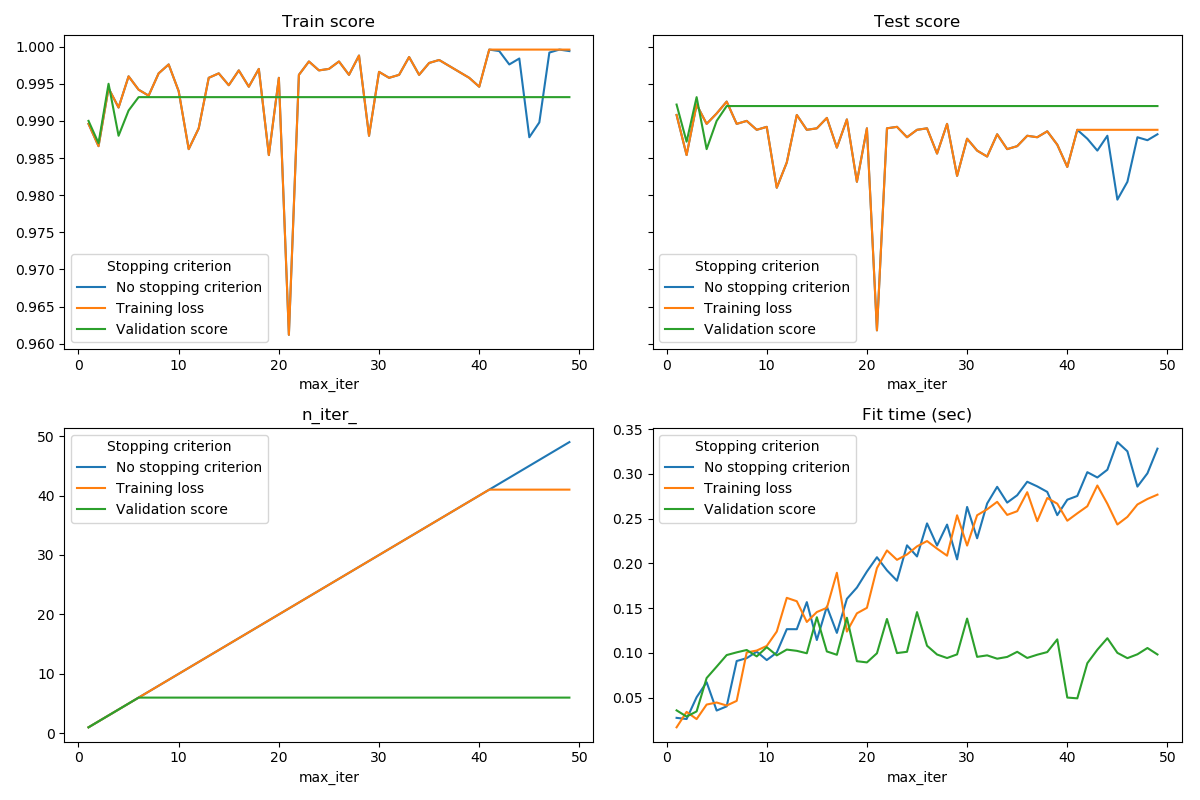 Train score
1.000
0.995
0.990
0.985
0.980
0.975
0.970
0.965
0.960
Stopping criterion
No stopping criterion
Training loss
Validation score
0 10 20 30 40 50
max_iter
Test score
Stopping criterion
No stopping criterion
Training loss
Validation score
0 10 20 30 40 50
max_iter
n_iter_
50
40
30
20
10
0
Stopping criterion
No stopping criterion
Training loss
Validation score
0 10 20 30 40 50
max_iter
Fit time (sec)
0.35
0.30
0.25
0.20
0.15
0.10
0.05
Stopping criterion
No stopping criterion
Training loss
Validation score
0 10 20 30 40 50
max_iter